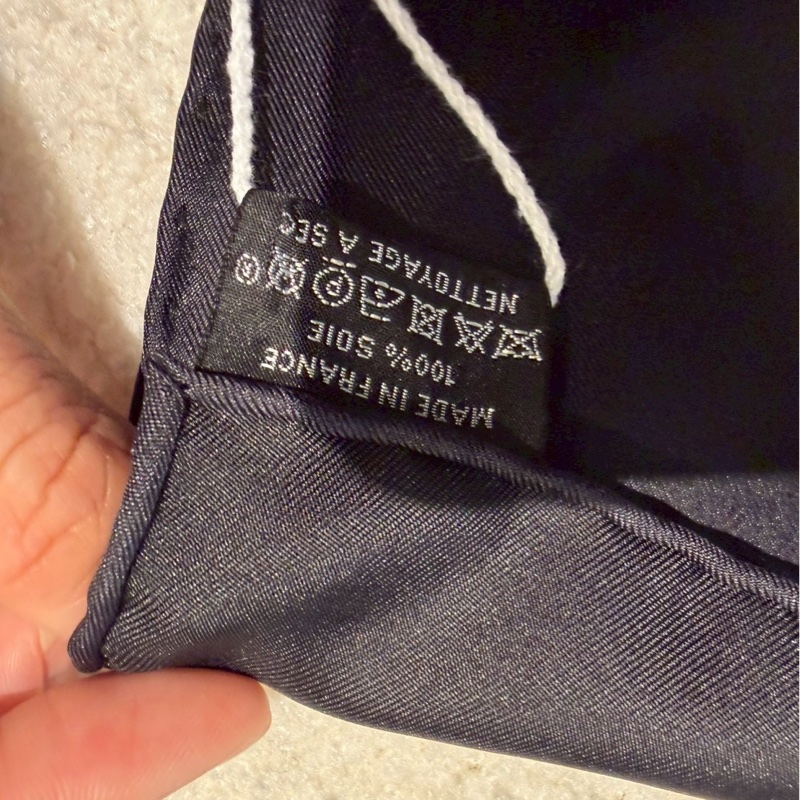 MADE IN FRANCE
100% SOIE
NETTOYAGE A SEC